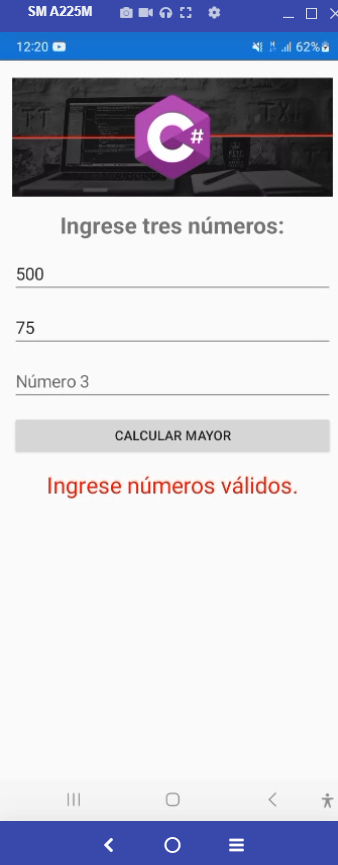 SM A225M
12:20
62%
C#
Ingrese tres números:
500
75
Número 3
CALCULAR MAYOR
Ingrese números válidos.